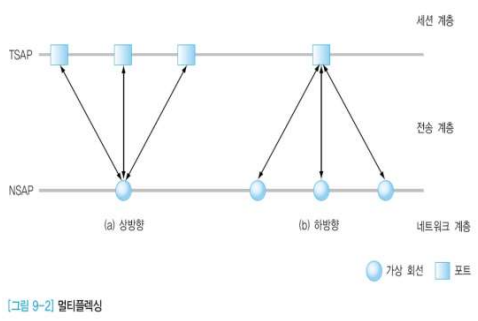 세션 계층
TSAP
전송 계층
NSAP
(a) 상방향
(b) 하방향
네트워크 계층
가상 회선
포트
[그림 9-2] 멀티플렉싱